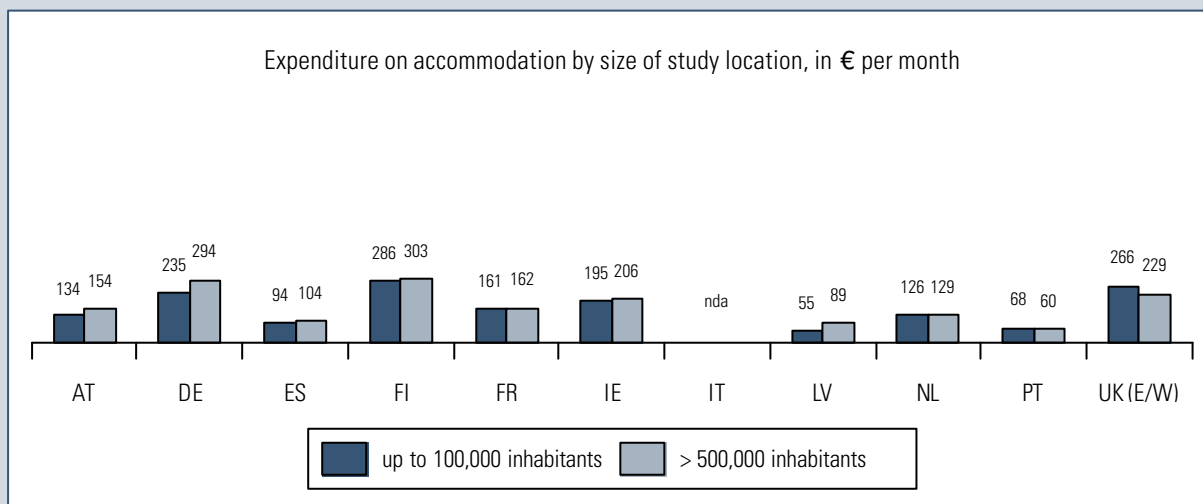 Expenditure on accommodation by size of study location, in € per month
134 154 235 294 94 104 286 303 161 162 195 206 nda 55 89 126 129 68 60 266 229
AT DE ES FI FR IE IT LV NL PT UK (E/W)
up to 100,000 inhabitants > 500,000 inhabitants